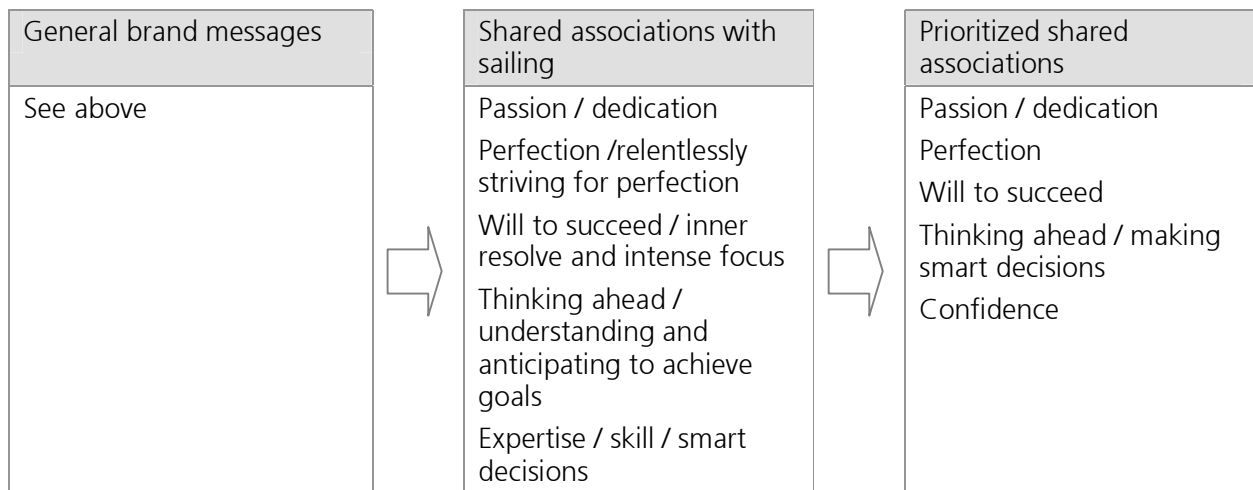 General brand messages
See above
Shared associations with
sailing
Passion / dedication
Perfection /relentlessly
striving for perfection
Will to succeed / inner
resolve and intense focus
Thinking ahead /
understanding and
anticipating to achieve
goals
Expertise / skill / smart
decisions
Prioritized shared
associations
Passion / dedication
Perfection
Will to succeed
Thinking ahead / making
smart decisions
Confidence